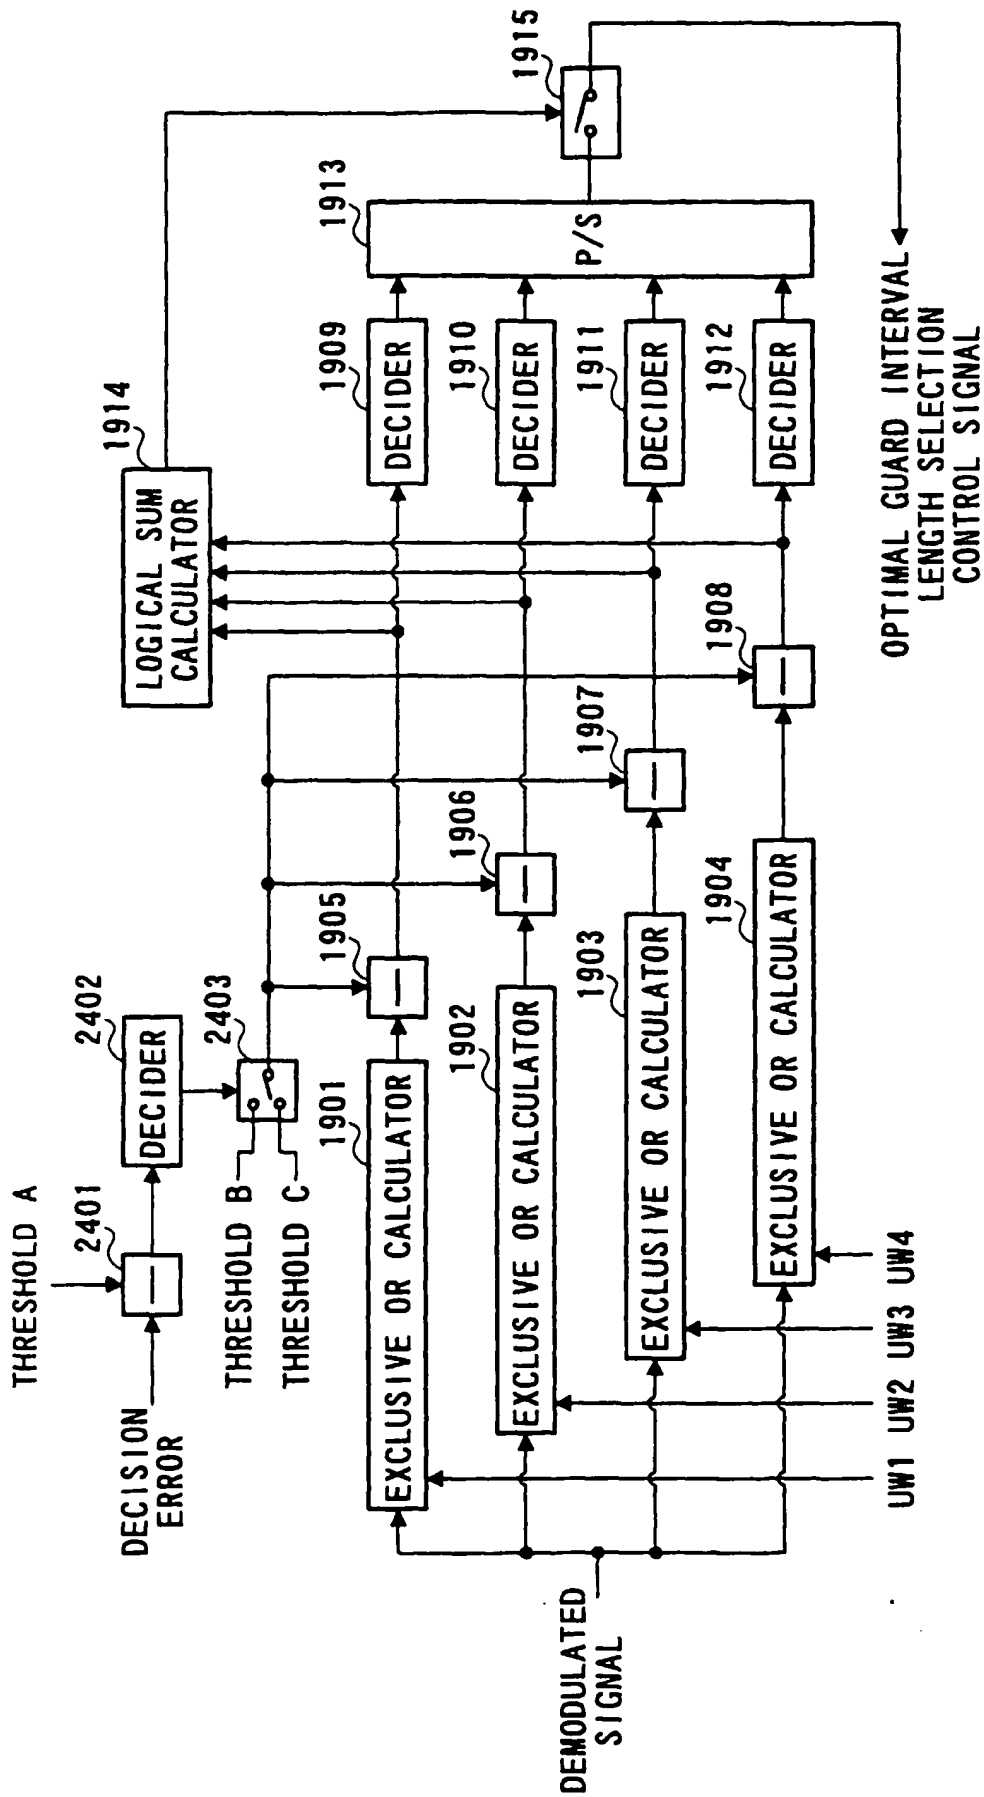 THRESHOLD A
2401
2402
DECISION
ERROR
DECIDER
2403
THRESHOLD B
THRESHOLD C
LOGICAL SUM
CALCULATOR
1914
1901
EXCLUSIVE OR CALCULATOR
1905
DECIDER
1909
1902
EXCLUSIVE OR CALCULATOR
1906
DECIDER
1910
1903
EXCLUSIVE OR CALCULATOR
1907
DECIDER
1911
1904
EXCLUSIVE OR CALCULATOR
1908
DECIDER
1912
P/S
1913
1915
DEMODULATED
SIGNAL
UW1
UW2
UW3
UW4
OPTIMAL GUARD INTERVAL
LENGTH SELECTION
CONTROL SIGNAL